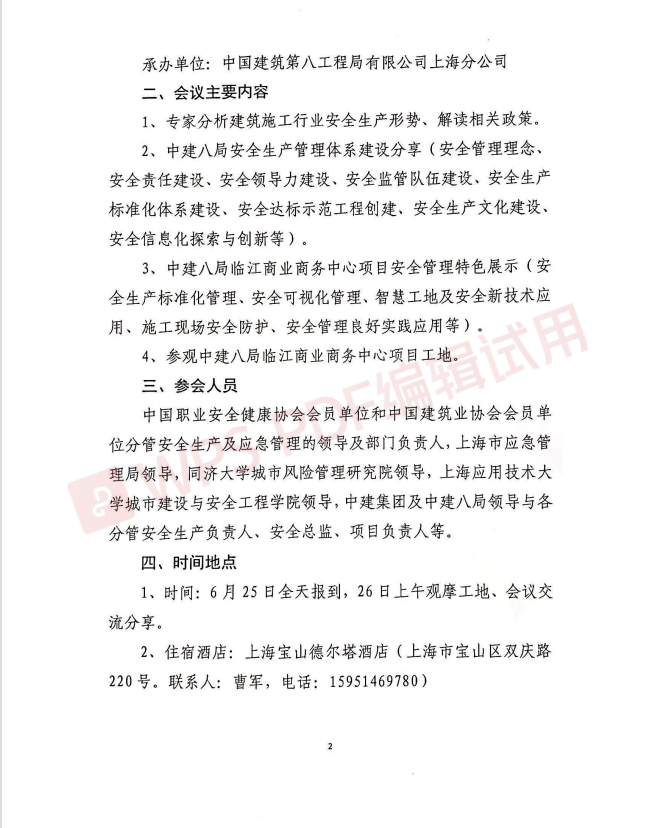 承办单位：中国建筑第八工程局有限公司上海分公司
二、会议主要内容
1、专家分析建筑施工行业安全生产形势、解读相关政策。
2、中建八局安全生产管理体系建设分享（安全管理理念、
安全责任建设、安全领导力建设、安全监管队伍建设、安全生产
标准化体系建设、安全达标示范工程创建、安全生产文化建设、
安全信息化探索与创新等）。
3、中建八局临江商业商务中心项目安全管理特色展示（安
全生产标准化管理、安全可视化管理、智慧工地及安全新技术应
用、施工现场安全防护、安全管理良好实践应用等）。
4、参观中建八局临江商业商务中心项目工地。
三、参会人员
中国职业安全健康协会会员单位和中国建筑业协会会员单
位分管安全生产及应急管理的领导及部门负责人，上海市应急管
理局领导，同济大学城市风险管理研究院领导，上海应用技术大
学城市建设与安全工程学院领导，中建集团及中建八局领导与各
分管安全生产负责人、安全总监、项目负责人等。
四、时间地点
1、时间：6月25日全天报到，26日上午观摩工地、会议交
流分享。
2、住宿酒店：上海宝山德尔塔酒店（上海市宝山区双庆路
220号。联系人：曹军，电话：15951469780）
2
WPS PDF编辑试用